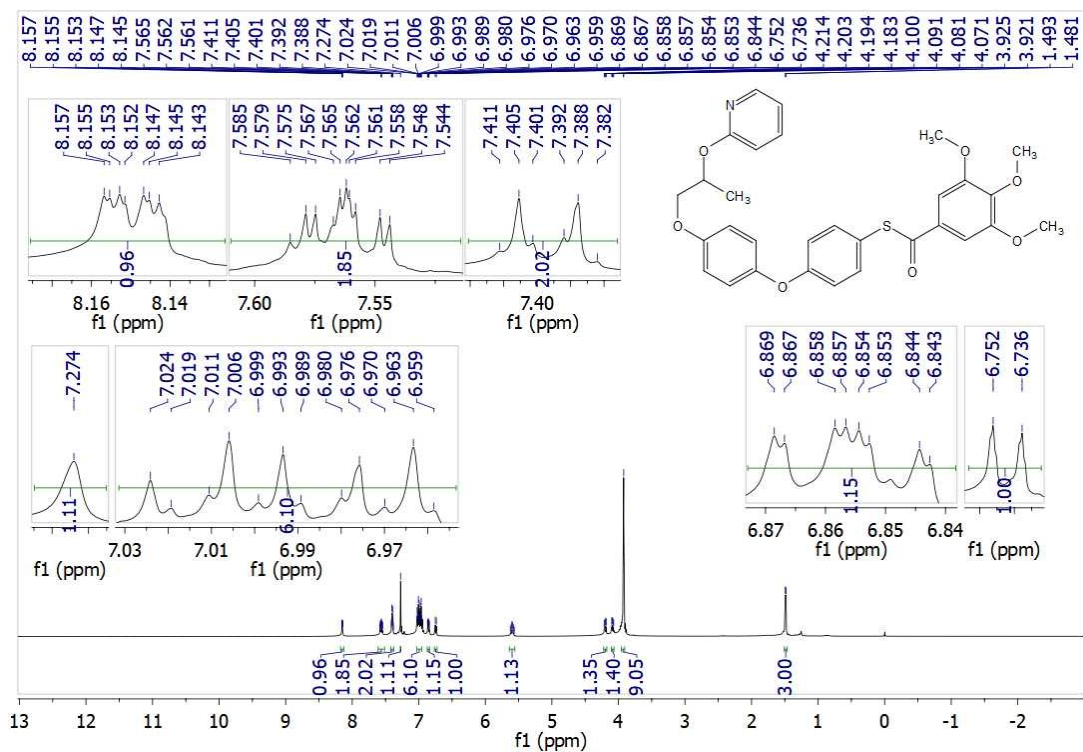 8.157 8.155 8.153 8.147 8.145 7.565 7.562 7.561 7.411 7.405 7.401 7.392 7.388 7.274 7.024 7.019 7.011 7.006 6.999 6.993 6.989 6.980 6.976 6.970 6.963 6.959 6.869 6.867 6.858 6.857 6.854 6.853 6.844 6.752 6.736 4.214 4.203 4.194 4.183 4.100 4.091 4.081 4.071 3.925 3.921 1.493 1.481
8.157 8.155 8.153 8.152 8.147 8.145 8.143
0.96
8.16 8.14
f1 (ppm)
7.585 7.579 7.575 7.567 7.565 7.562 7.561 7.558 7.548 7.544
1.85
7.60 7.55
f1 (ppm)
7.411 7.405 7.401 7.392 7.388 7.382
2.02
7.40
f1 (ppm)
N
O
CH3
O
O
S
O
H3C
O
CH3
O
O
CH3
7.274
1.11
f1 (ppm)
7.024 7.019 7.011 7.006 6.999 6.993 6.989 6.980 6.976 6.970 6.963 6.959
6.10
7.03 7.01 6.99 6.97
f1 (ppm)
6.869 6.867 6.858 6.857 6.854 6.853 6.844 6.843
1.15
6.87 6.86 6.85 6.84
f1 (ppm)
6.752 6.736
1.00
f1 (ppm)
0.96 1.85 2.02 1.11 6.10 1.15 1.00 1.13 1.35 1.40 9.05 3.00
13 12 11 10 9 8 7 6 5 4 3 2 1 0 -1 -2
f1 (ppm)